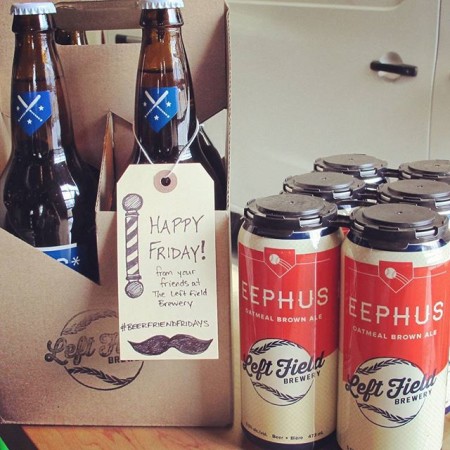 HAPPY
FRIDAY!
from your
friends at
The Left Field
Brewery
#BEERFRIENDFRIDAYS
Left Field
BREWERY
EEPHUS
OATMEAL BROWN ALE
Left Field
BREWERY
Beer • Bière 473 ml
EEPHUS
OATMEAL BROWN ALE
Left Field
BREWERY